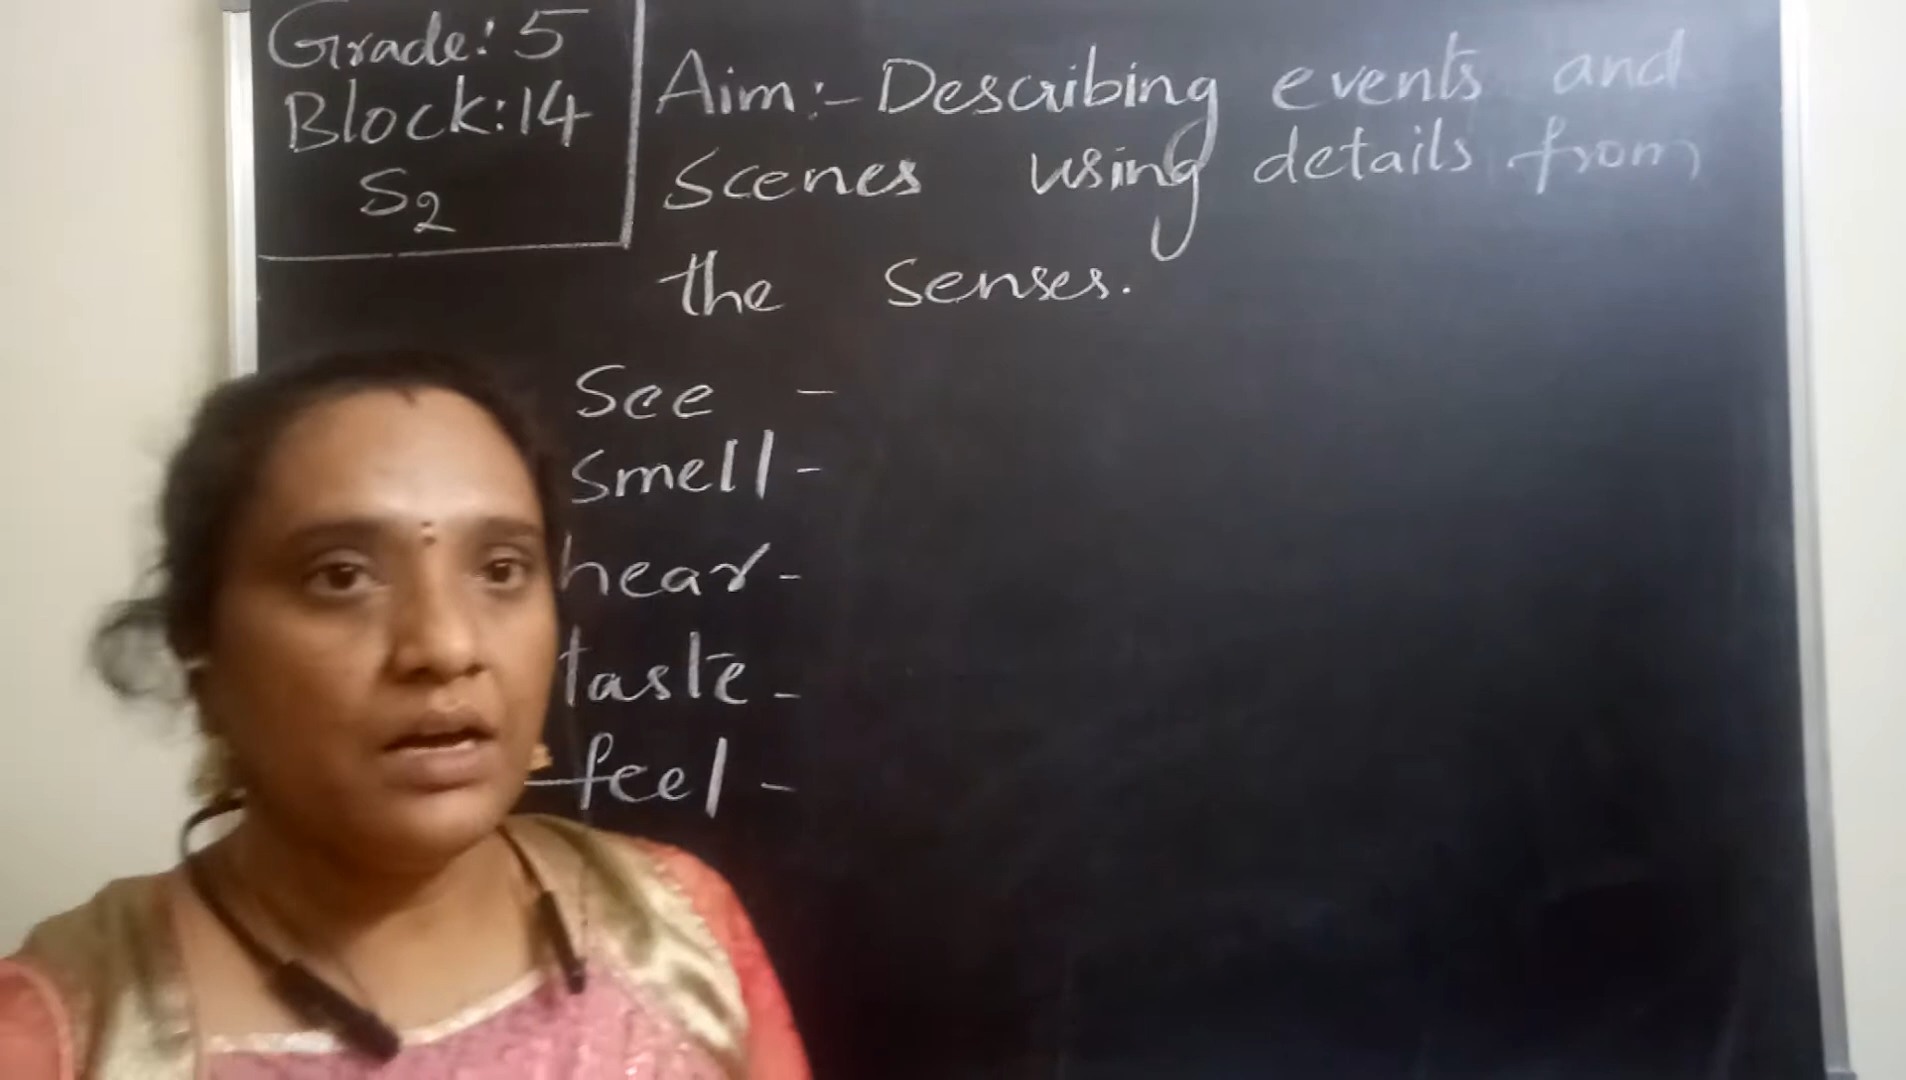 Grade: 5
Block: 14
S2
Aim:- Describing events and
scenes using details from
the senses.
See -
Smell -
hear -
taste -
feel -